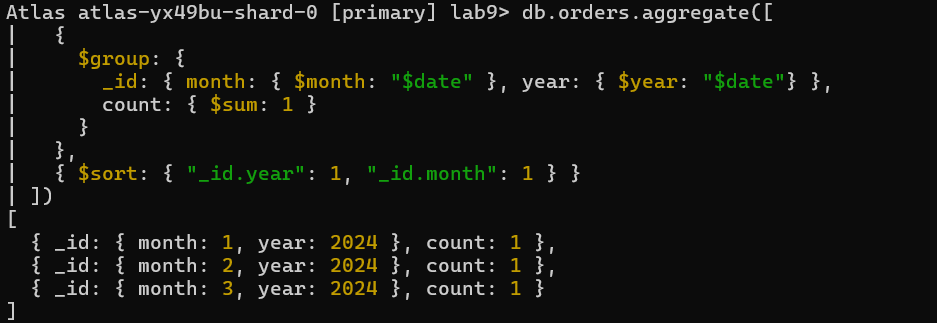 Atlas atlas-yx49bu-shard-0 [primary] lab9> db.orders.aggregate([
|   {
|     $group: {
|       _id: { month: { $month: "$date" }, year: { $year: "$date"} },
|       count: { $sum: 1 }
|     }
|   },
|   { $sort: { "_id.year": 1, "_id.month": 1 } }
| ])
[
  { _id: { month: 1, year: 2024 }, count: 1 },
  { _id: { month: 2, year: 2024 }, count: 1 },
  { _id: { month: 3, year: 2024 }, count: 1 }
]